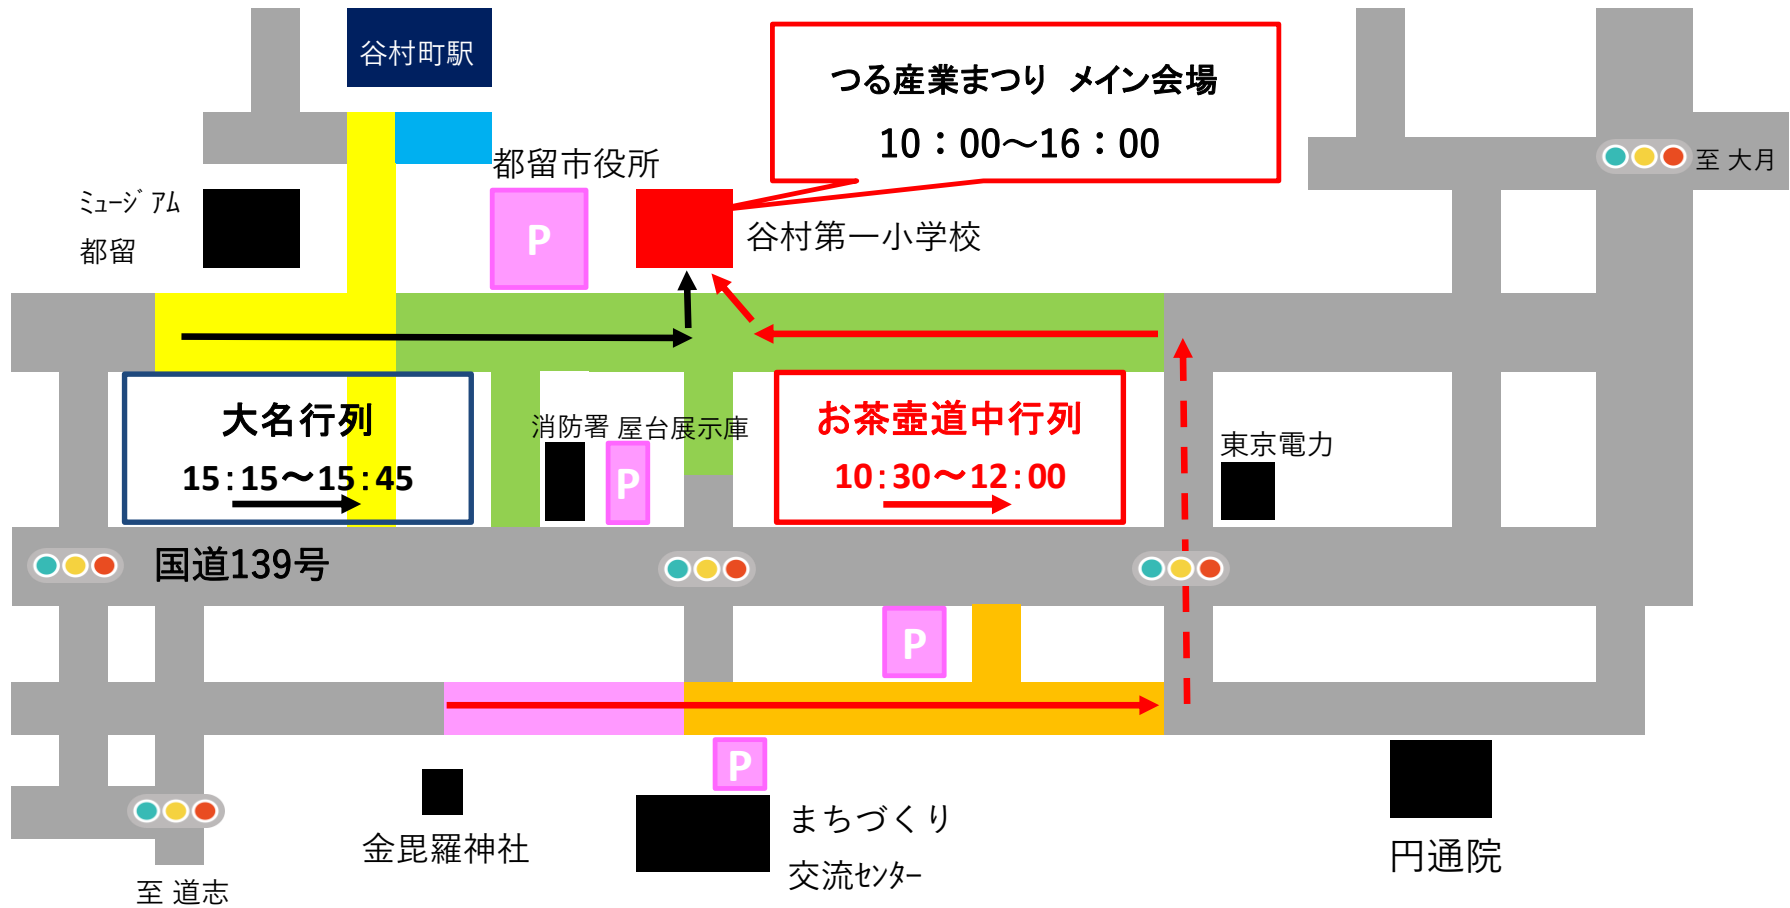 谷村町駅
つる産業まつり メイン会場
10：00～16：00
至 大月
都留市役所
ﾐｭｰｼﾞｱﾑ
都留
P
谷村第一小学校
大名行列
15：15～15：45
消防署
屋台展示庫
P
お茶壷道中行列
10：30～12：00
東京電力
国道139号
P
P
金毘羅神社
まちづくり
交流ｾﾝﾀｰ
円通院
至 道志